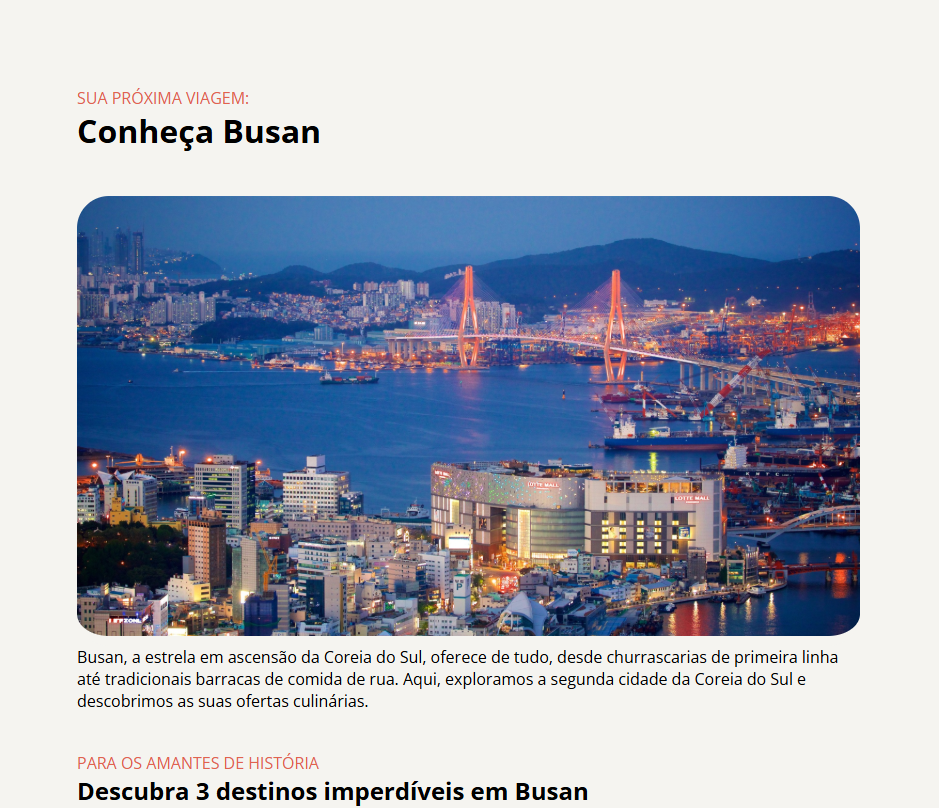 SUA PRÓXIMA VIAGEM:
Conheça Busan
LOTTE MALL
LOTTE MALL
Busan, a estrela em ascensão da Coreia do Sul, oferece de tudo, desde churrascarias de primeira linha
até tradicionais barracas de comida de rua. Aqui, exploramos a segunda cidade da Coreia do Sul e
descobrimos as suas ofertas culinárias.
PARA OS AMANTES DE HISTÓRIA
Descubra 3 destinos imperdíveis em Busan